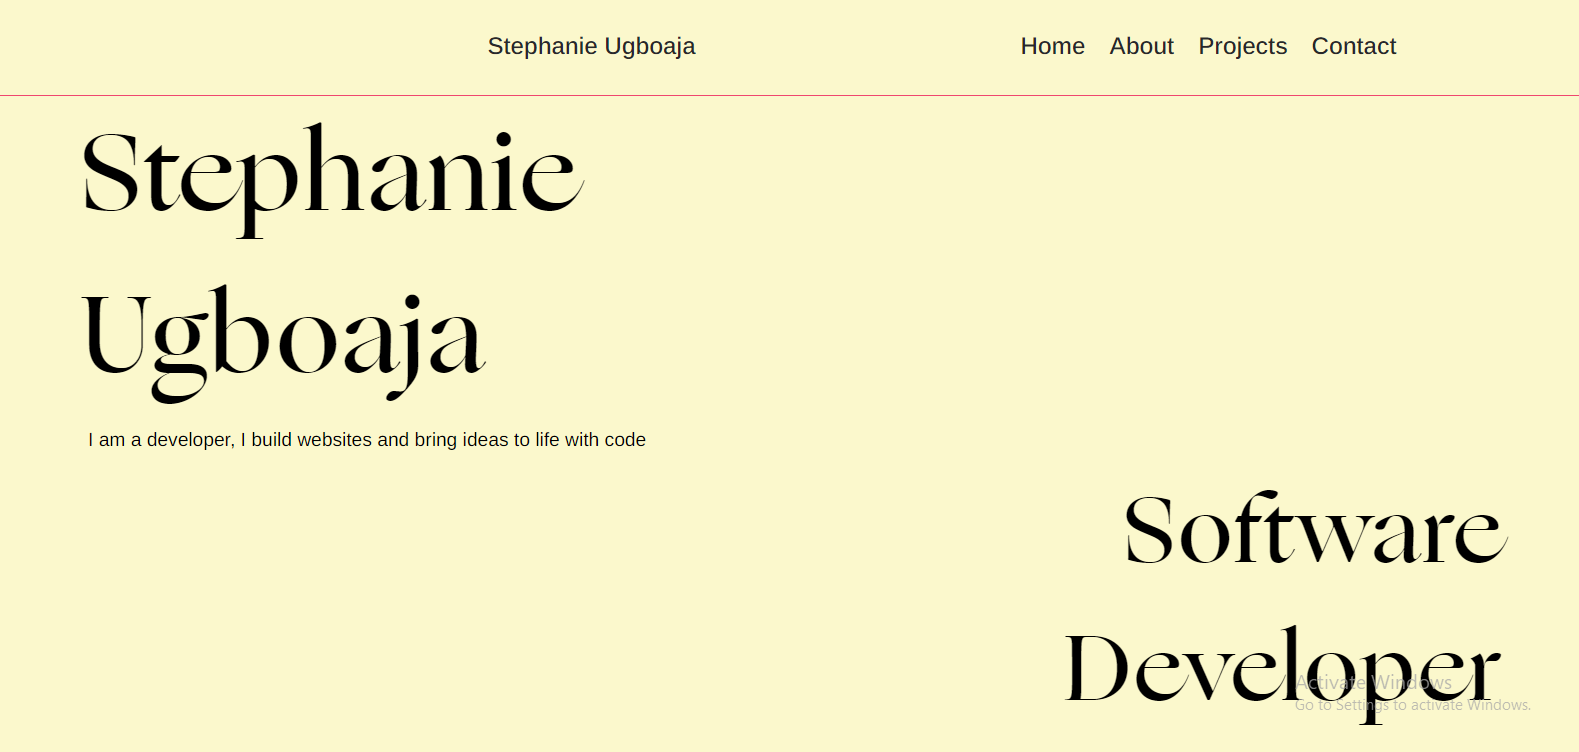 Stephanie Ugboaja
Home About Projects Contact
Stephanie
Ugboaja
I am a developer, I build websites and bring ideas to life with code
Software
Developer
Activate Windows
Go to Settings to activate Windows.